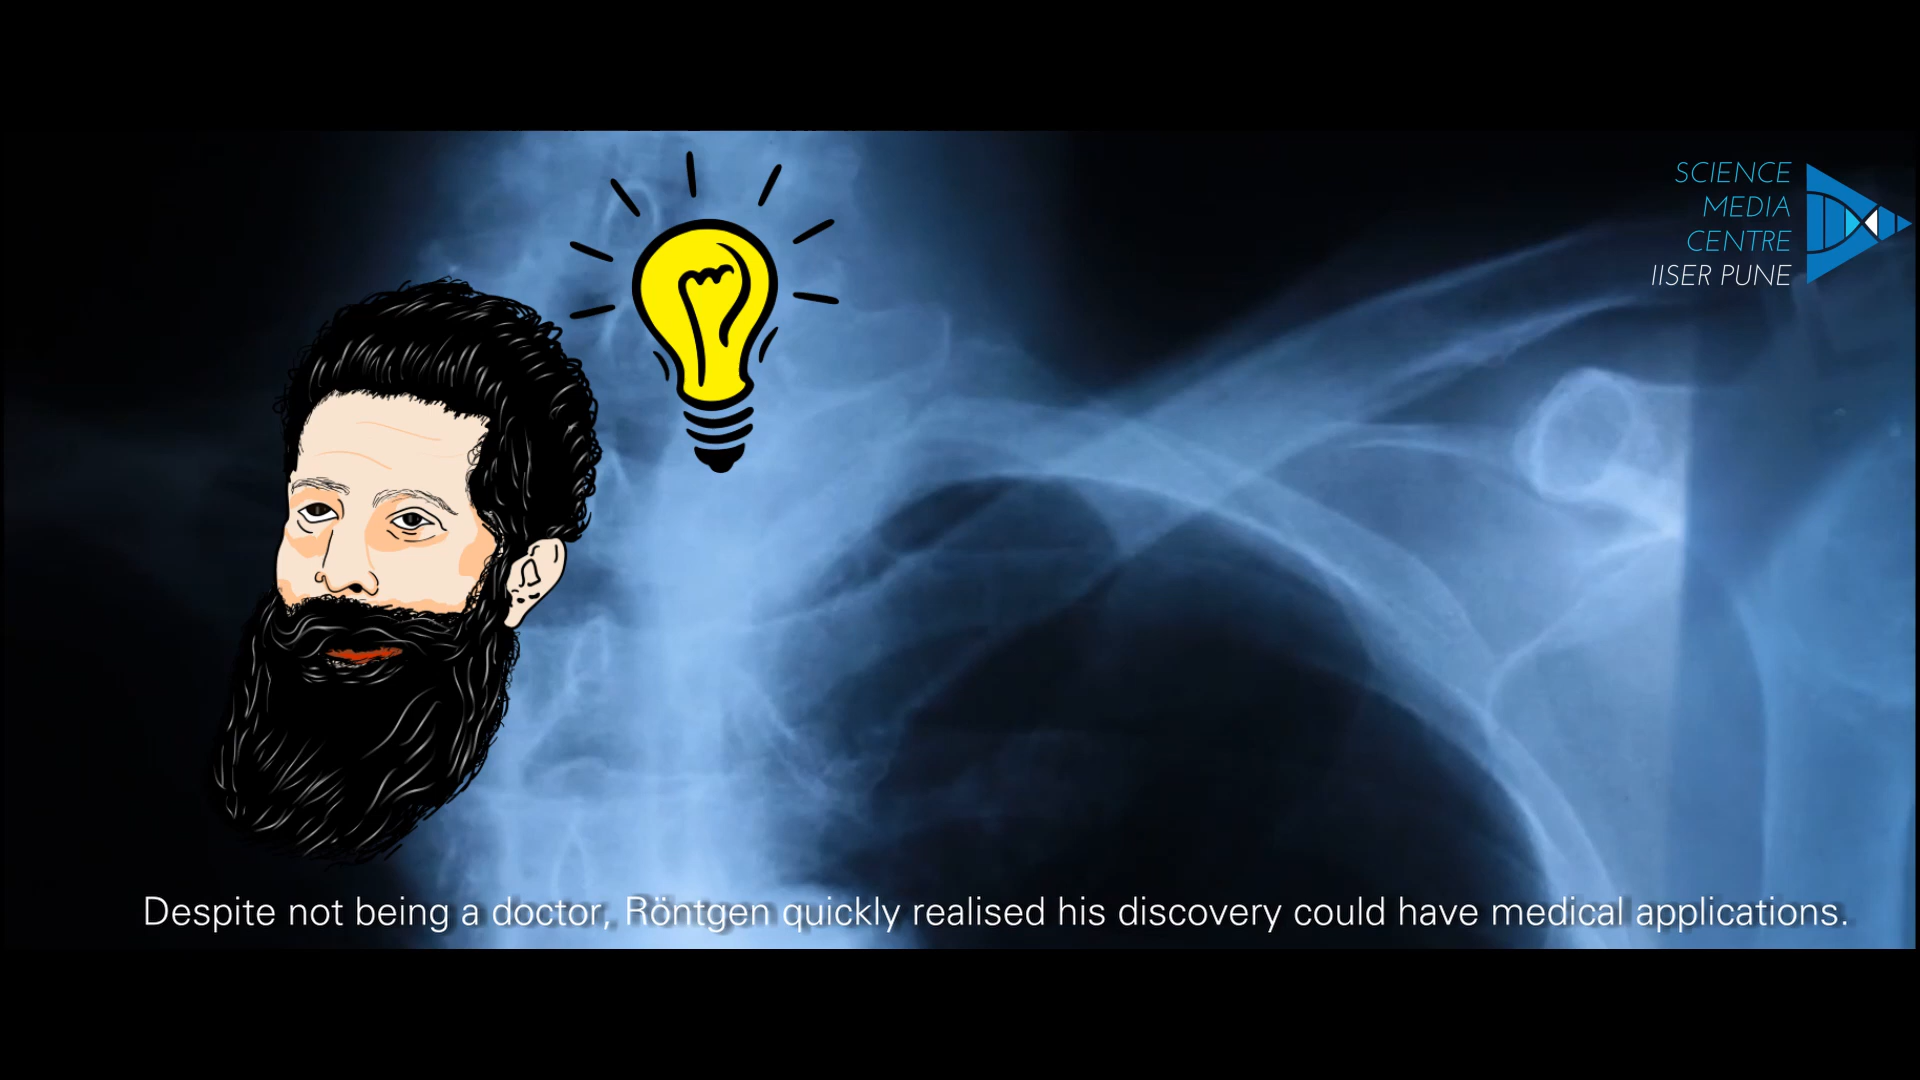 SCIENCE
MEDIA
CENTRE
IISER PUNE
Despite not being a doctor, Röntgen quickly realised his discovery could have medical applications.